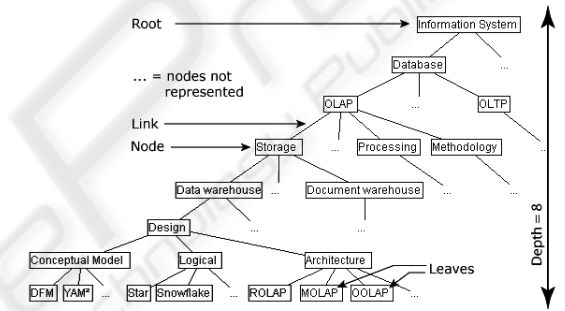 Root
Information System
Database
...
... = nodes not
represented
OLAP
...
OLTP
Link
Node
Storage
...
Processing
Methodology
...
Data warehouse
...
Document warehouse
...
...
Design
...
...
Conceptual Model
Logical
Architecture
...
Leaves
DFM
YAM²
...
Star
Snowflake
...
ROLAP
MOLAP
OOLAP
...
Depth = 8